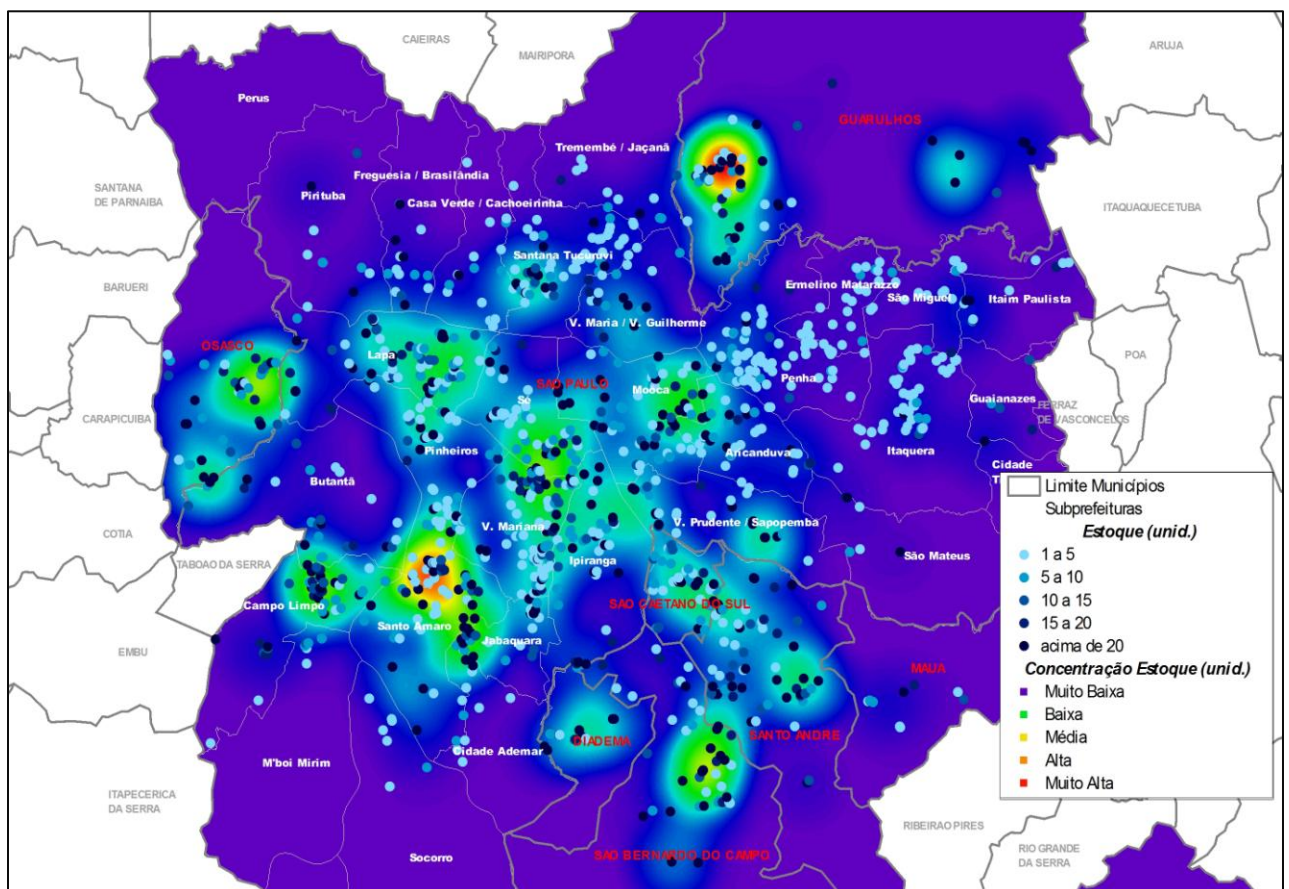 CAIEIRAS
MAIRIPORA
ARUJA
Perus
GUARULHOS
Tremembé / Jaçanã
Freguesia / Brasilândia
SANTANA
DE PARNAIBA
Pirituba
Casa Verde / Cachoeirinha
ITAQUAQUECETUBA
Santana Tucuruvi
BARUERI
Ermelino Matarazzo
São Miguel
Itaim Paulista
V. Maria / V. Guilherme
OSASCO
Lapa
POA
SAO PAULO
Mooca
Penha
Sé
Guaianazes
FERRAZ
DE VASCONCELOS
CARAPICUIBA
Pinheiros
Aricanduva
Itaquera
Cidade
Butantã
COTIA
V. Mariana
V. Prudente / Sapopemba
TABOAO DA SERRA
Ipiranga
São Mateus
Campo Limpo
SAO CAETANO DO SUL
Santo Amaro
Jabaquara
EMBU
MAUA
SANTO ANDRE
DIADEMA
Cidade Ademar
M'boi Mirim
ITAPECERICA
DA SERRA
RIBEIRAO PIRES
SAO BERNARDO DO CAMPO
Socorro
RIO GRANDE
DA SERRA
Limite Municípios
Subprefeituras
Estoque (unid.)
1 a 5
5 a 10
10 a 15
15 a 20
acima de 20
Concentração Estoque (unid.)
Muito Baixa
Baixa
Média
Alta
Muito Alta